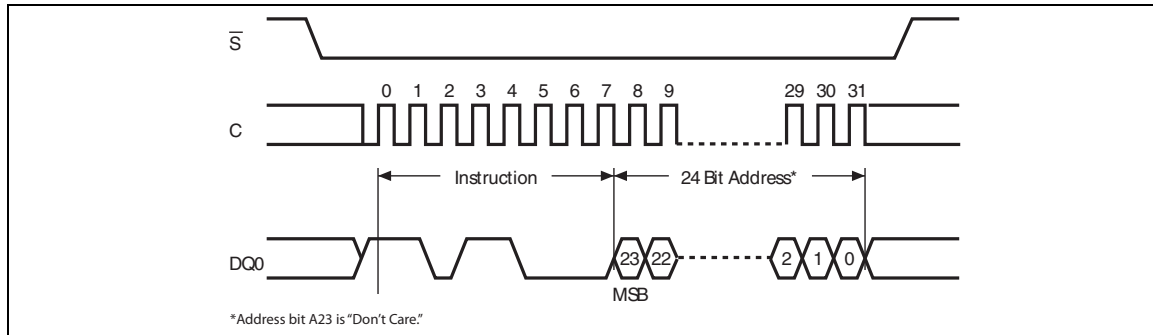 S
0 1 2 3 4 5 6 7 8 9 29 30 31
C
Instruction 24 Bit Address*
DQ0 23 22 2 1 0
MSB
*Address bit A23 is "Don't Care."